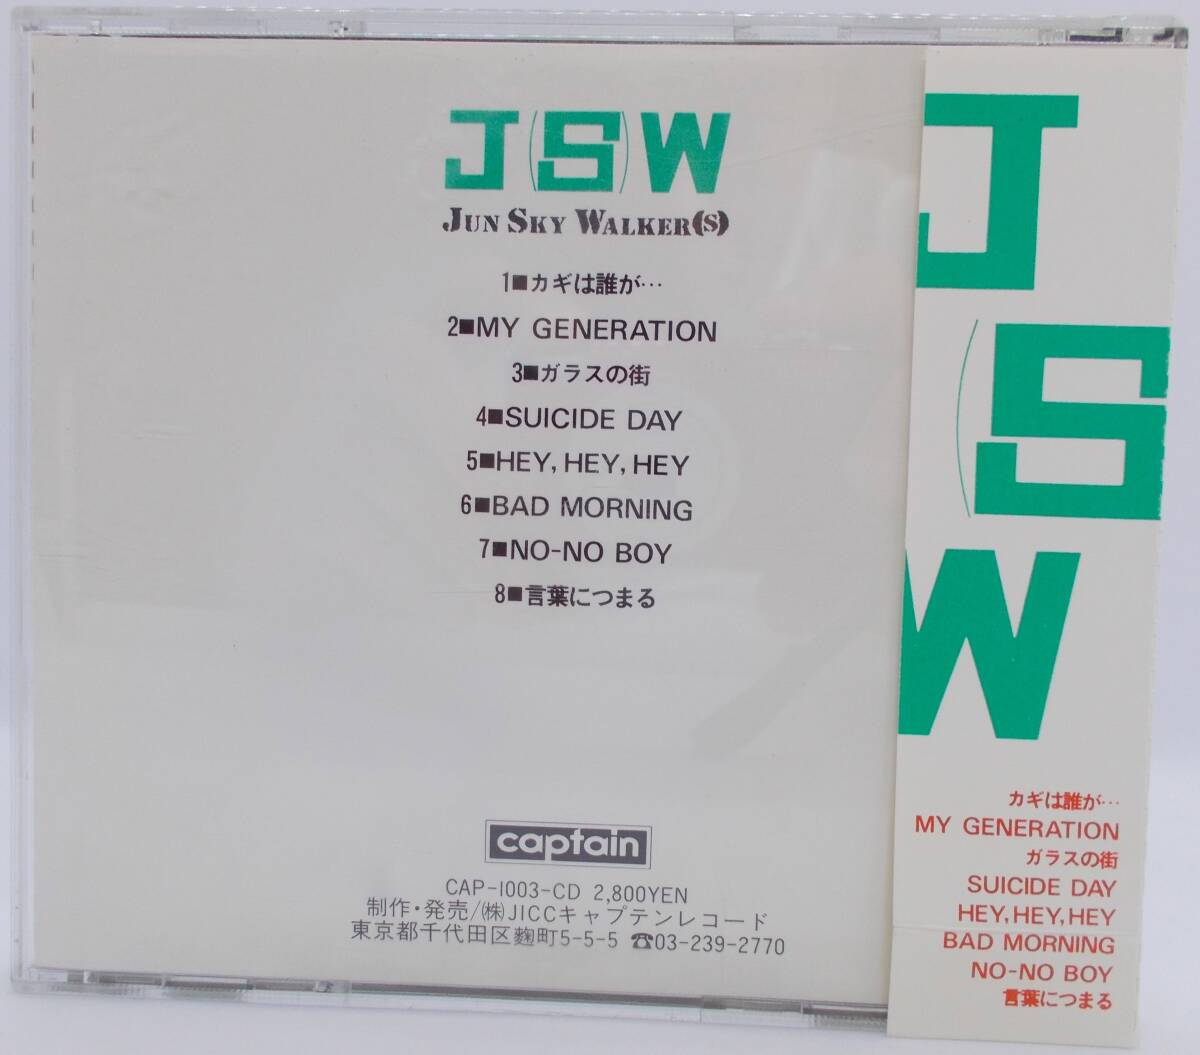 J(S)W
JUN SKY WALKER(S)
1■カギは誰が…
2■MY GENERATION
3■ガラスの街
4■SUICIDE DAY
5■HEY, HEY, HEY
6■BAD MORNING
7■NO-NO BOY
8■言葉につまる
captain
CAP-1003-CD 2,800YEN
制作・発売/㈱JICCキャプテンレコード
東京都千代田区麴町5-5-5 ☎03-239-2770
J
(S
W
カギは誰が…
MY GENERATION
ガラスの街
SUICIDE DAY
HEY, HEY, HEY
BAD MORNING
NO-NO BOY
言葉につまる